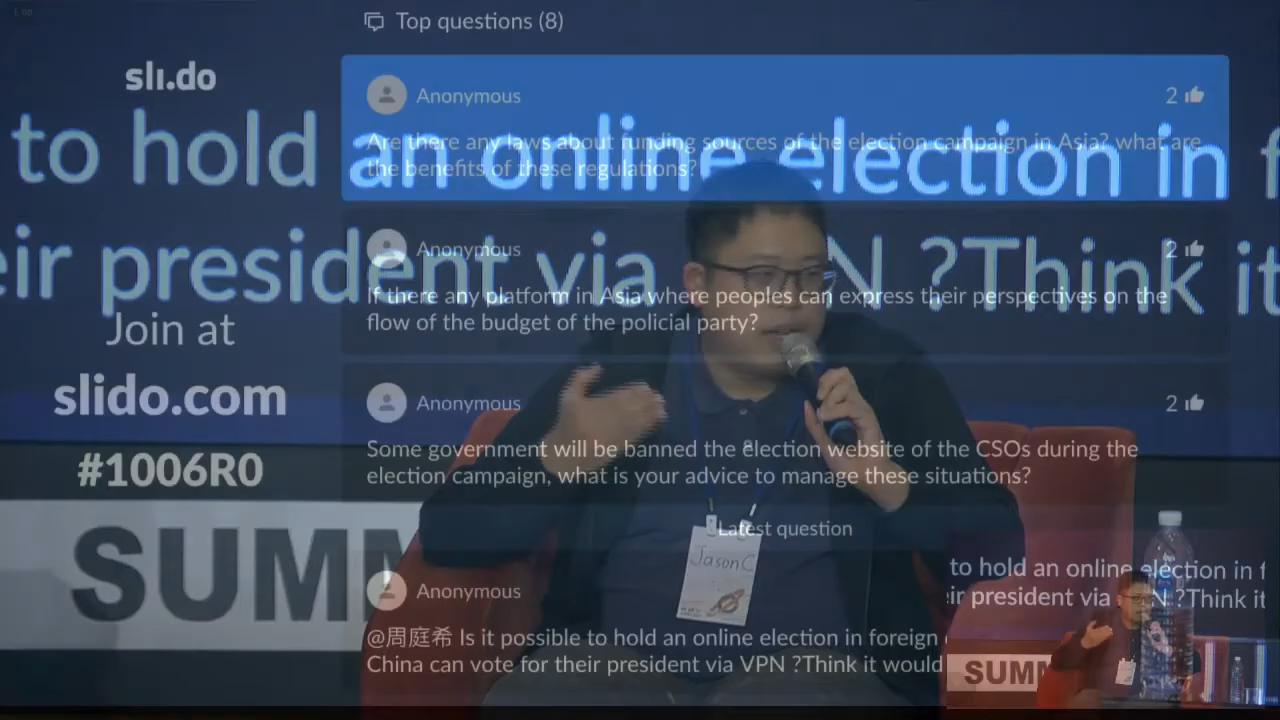 Top questions (8)
sli.do
Anonymous
2
Are there any laws about funding sources of the election campaign in Asia? what are
the benefits of these regulations?
to hold an online election in f
Anonymous
2
eir president via N ?Think it
If there any platform in Asia where peoples can express their perspectives on the
flow of the budget of the policial party?
Join at
slido.com
#1006R0
Anonymous
2
Some government will be banned the election website of the CSOs during the
election campaign, what is your advice to manage these situations?
Latest question
SUMM
JasonC
Anonymous
@周庭希 Is it possible to hold an online election in foreign
China can vote for their president via VPN ?Think it would
to hold an online election in f
eir president via N ?Think it
SUMM